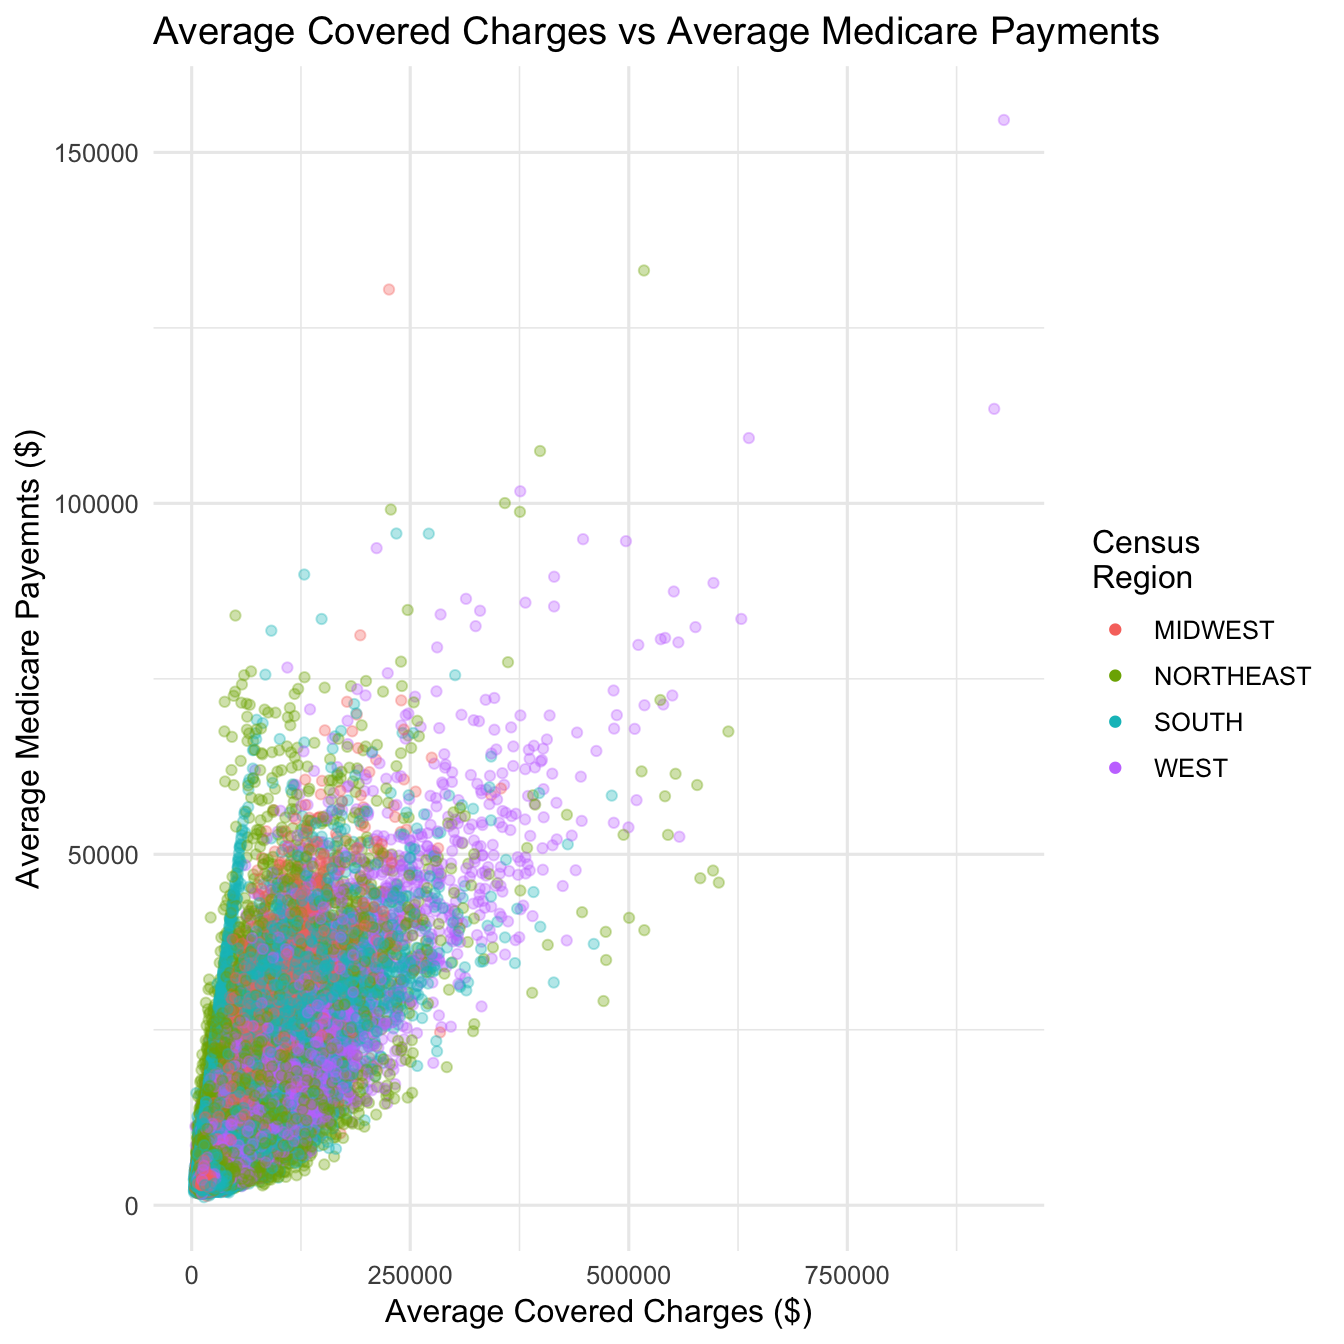 Average Covered Charges vs Average Medicare Payments
150000
100000
50000
0
Average Medicare Payemnts ($)
0
250000
500000
750000
Average Covered Charges ($)
Census
Region
MIDWEST
NORTHEAST
SOUTH
WEST